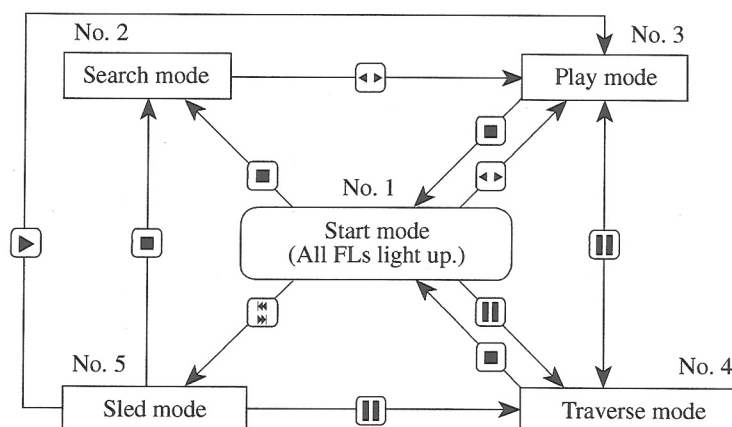 No. 2
No. 3
Search mode
Play mode
No. 1
Start mode
(All FLs light up.)
No. 5
No. 4
Sled mode
Traverse mode